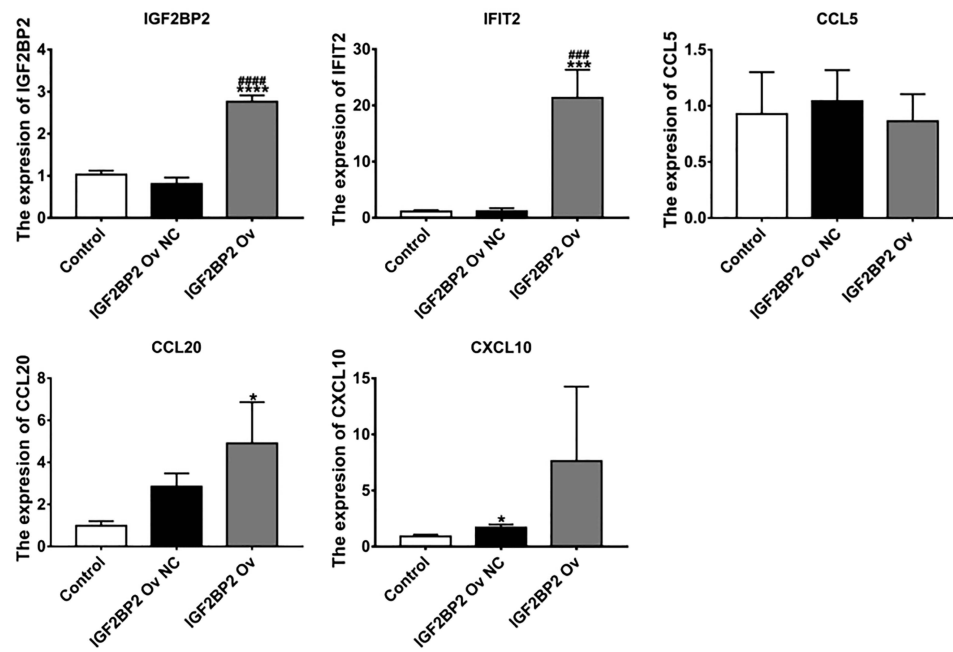 IGF2BP2
The expresion of IGF2BP2
4
3
2
1
0
####
****
Control
IGF2BP2 Ov NC
IGF2BP2 Ov
IFIT2
The expresion of IFIT2
30
20
10
0
###
***
Control
IGF2BP2 Ov NC
IGF2BP2 Ov
CCL5
The expresion of CCL5
1.5
1.0
0.5
0.0
Control
IGF2BP2 Ov NC
IGF2BP2 Ov
CCL20
The expresion of CCL20
8
6
4
2
0
*
Control
IGF2BP2 Ov NC
IGF2BP2 Ov
CXCL10
The expresion of CXCL10
15
10
5
0
*
Control
IGF2BP2 Ov NC
IGF2BP2 Ov